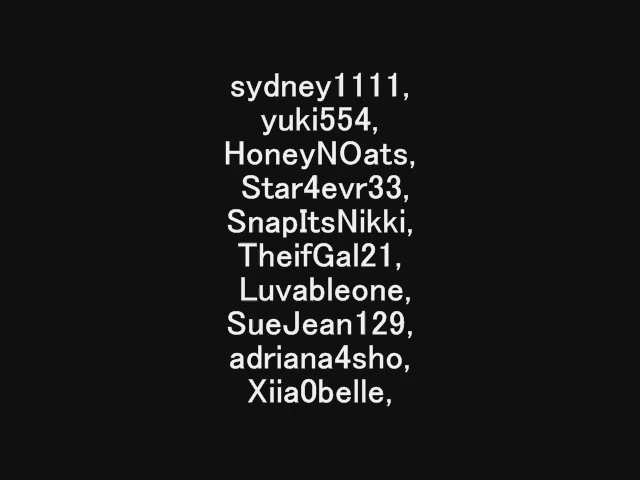 sydney1111,
yuki554,
HoneyNOats,
Star4evr33,
SnapItsNikki,
TheifGal21,
Luvableone,
SueJean129,
adriana4sho,
Xiia0belle,